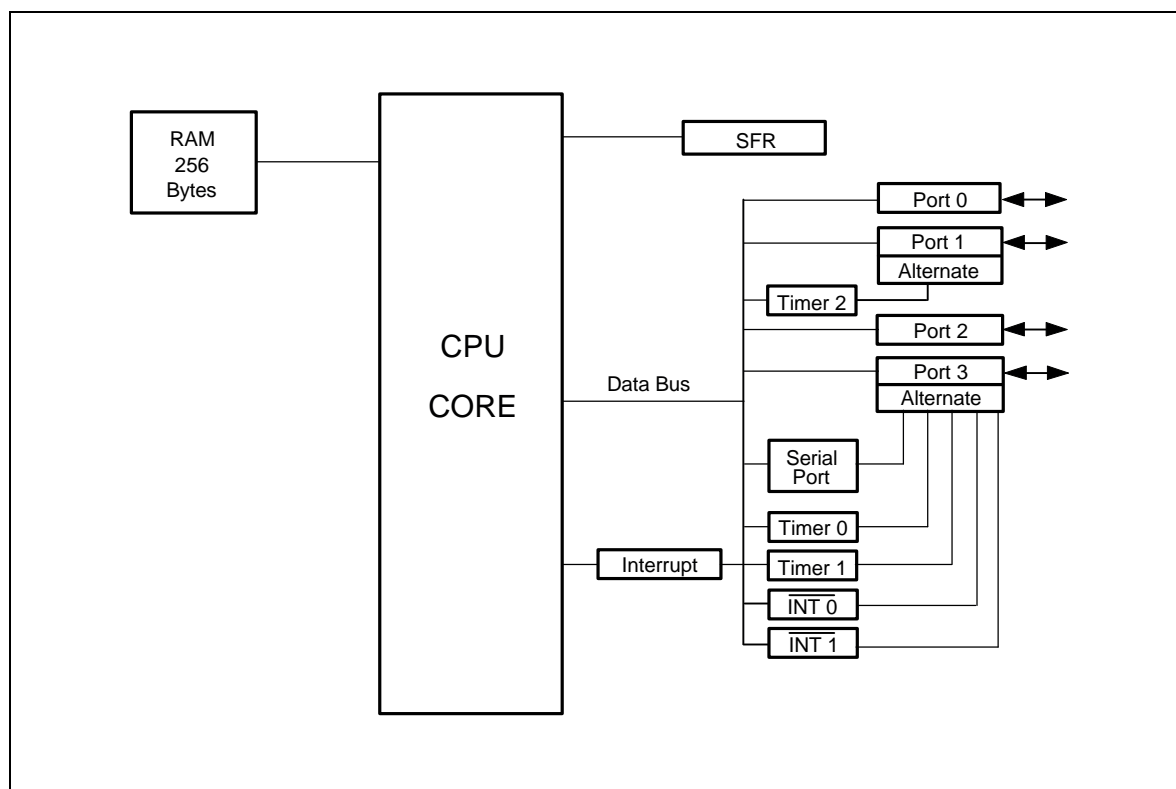 RAM
256
Bytes
CPU
CORE
SFR
Data Bus
Interrupt
Port 0
Port 1
Alternate
Timer 2
Port 2
Port 3
Alternate
Serial
Port
Timer 0
Timer 1
INT 0
INT 1